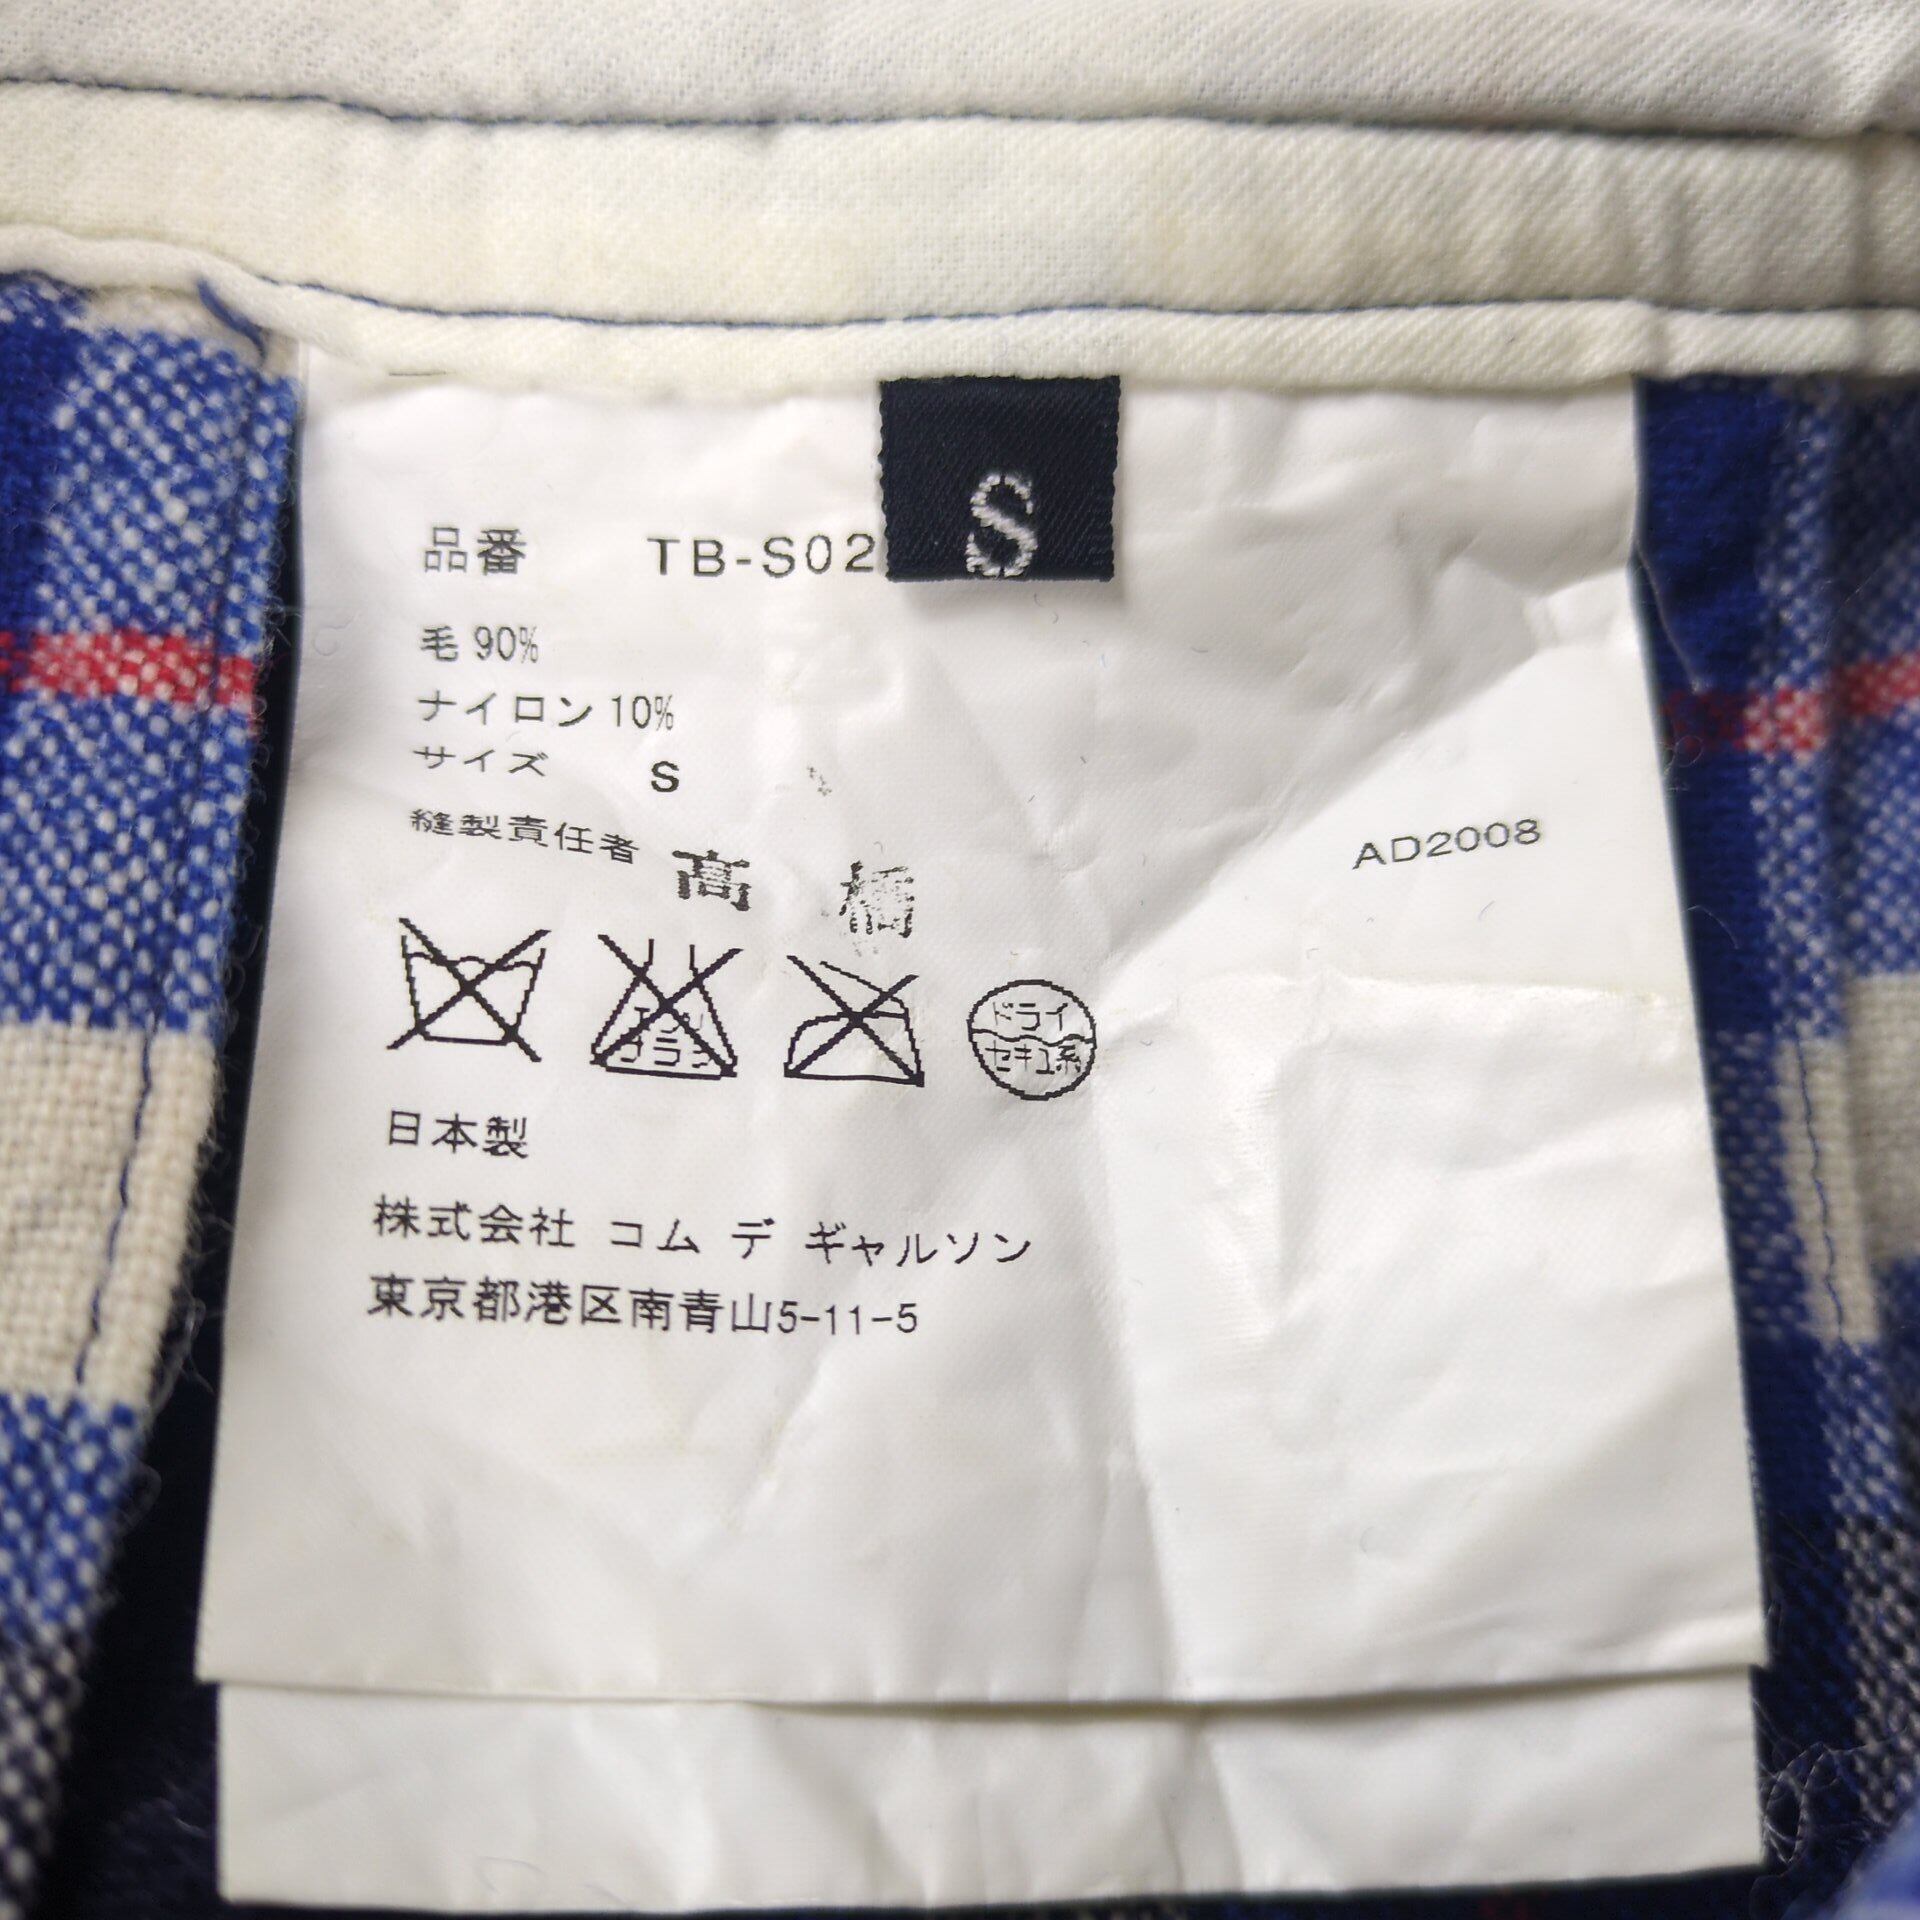 S
品番 TB-S02
毛 90%
ナイロン 10%
サイズ S
縫製責任者 高
AD2008
ドライ
セキユ系
日本製
株式会社 コム デ ギャルソン
東京都港区南青山5-11-5